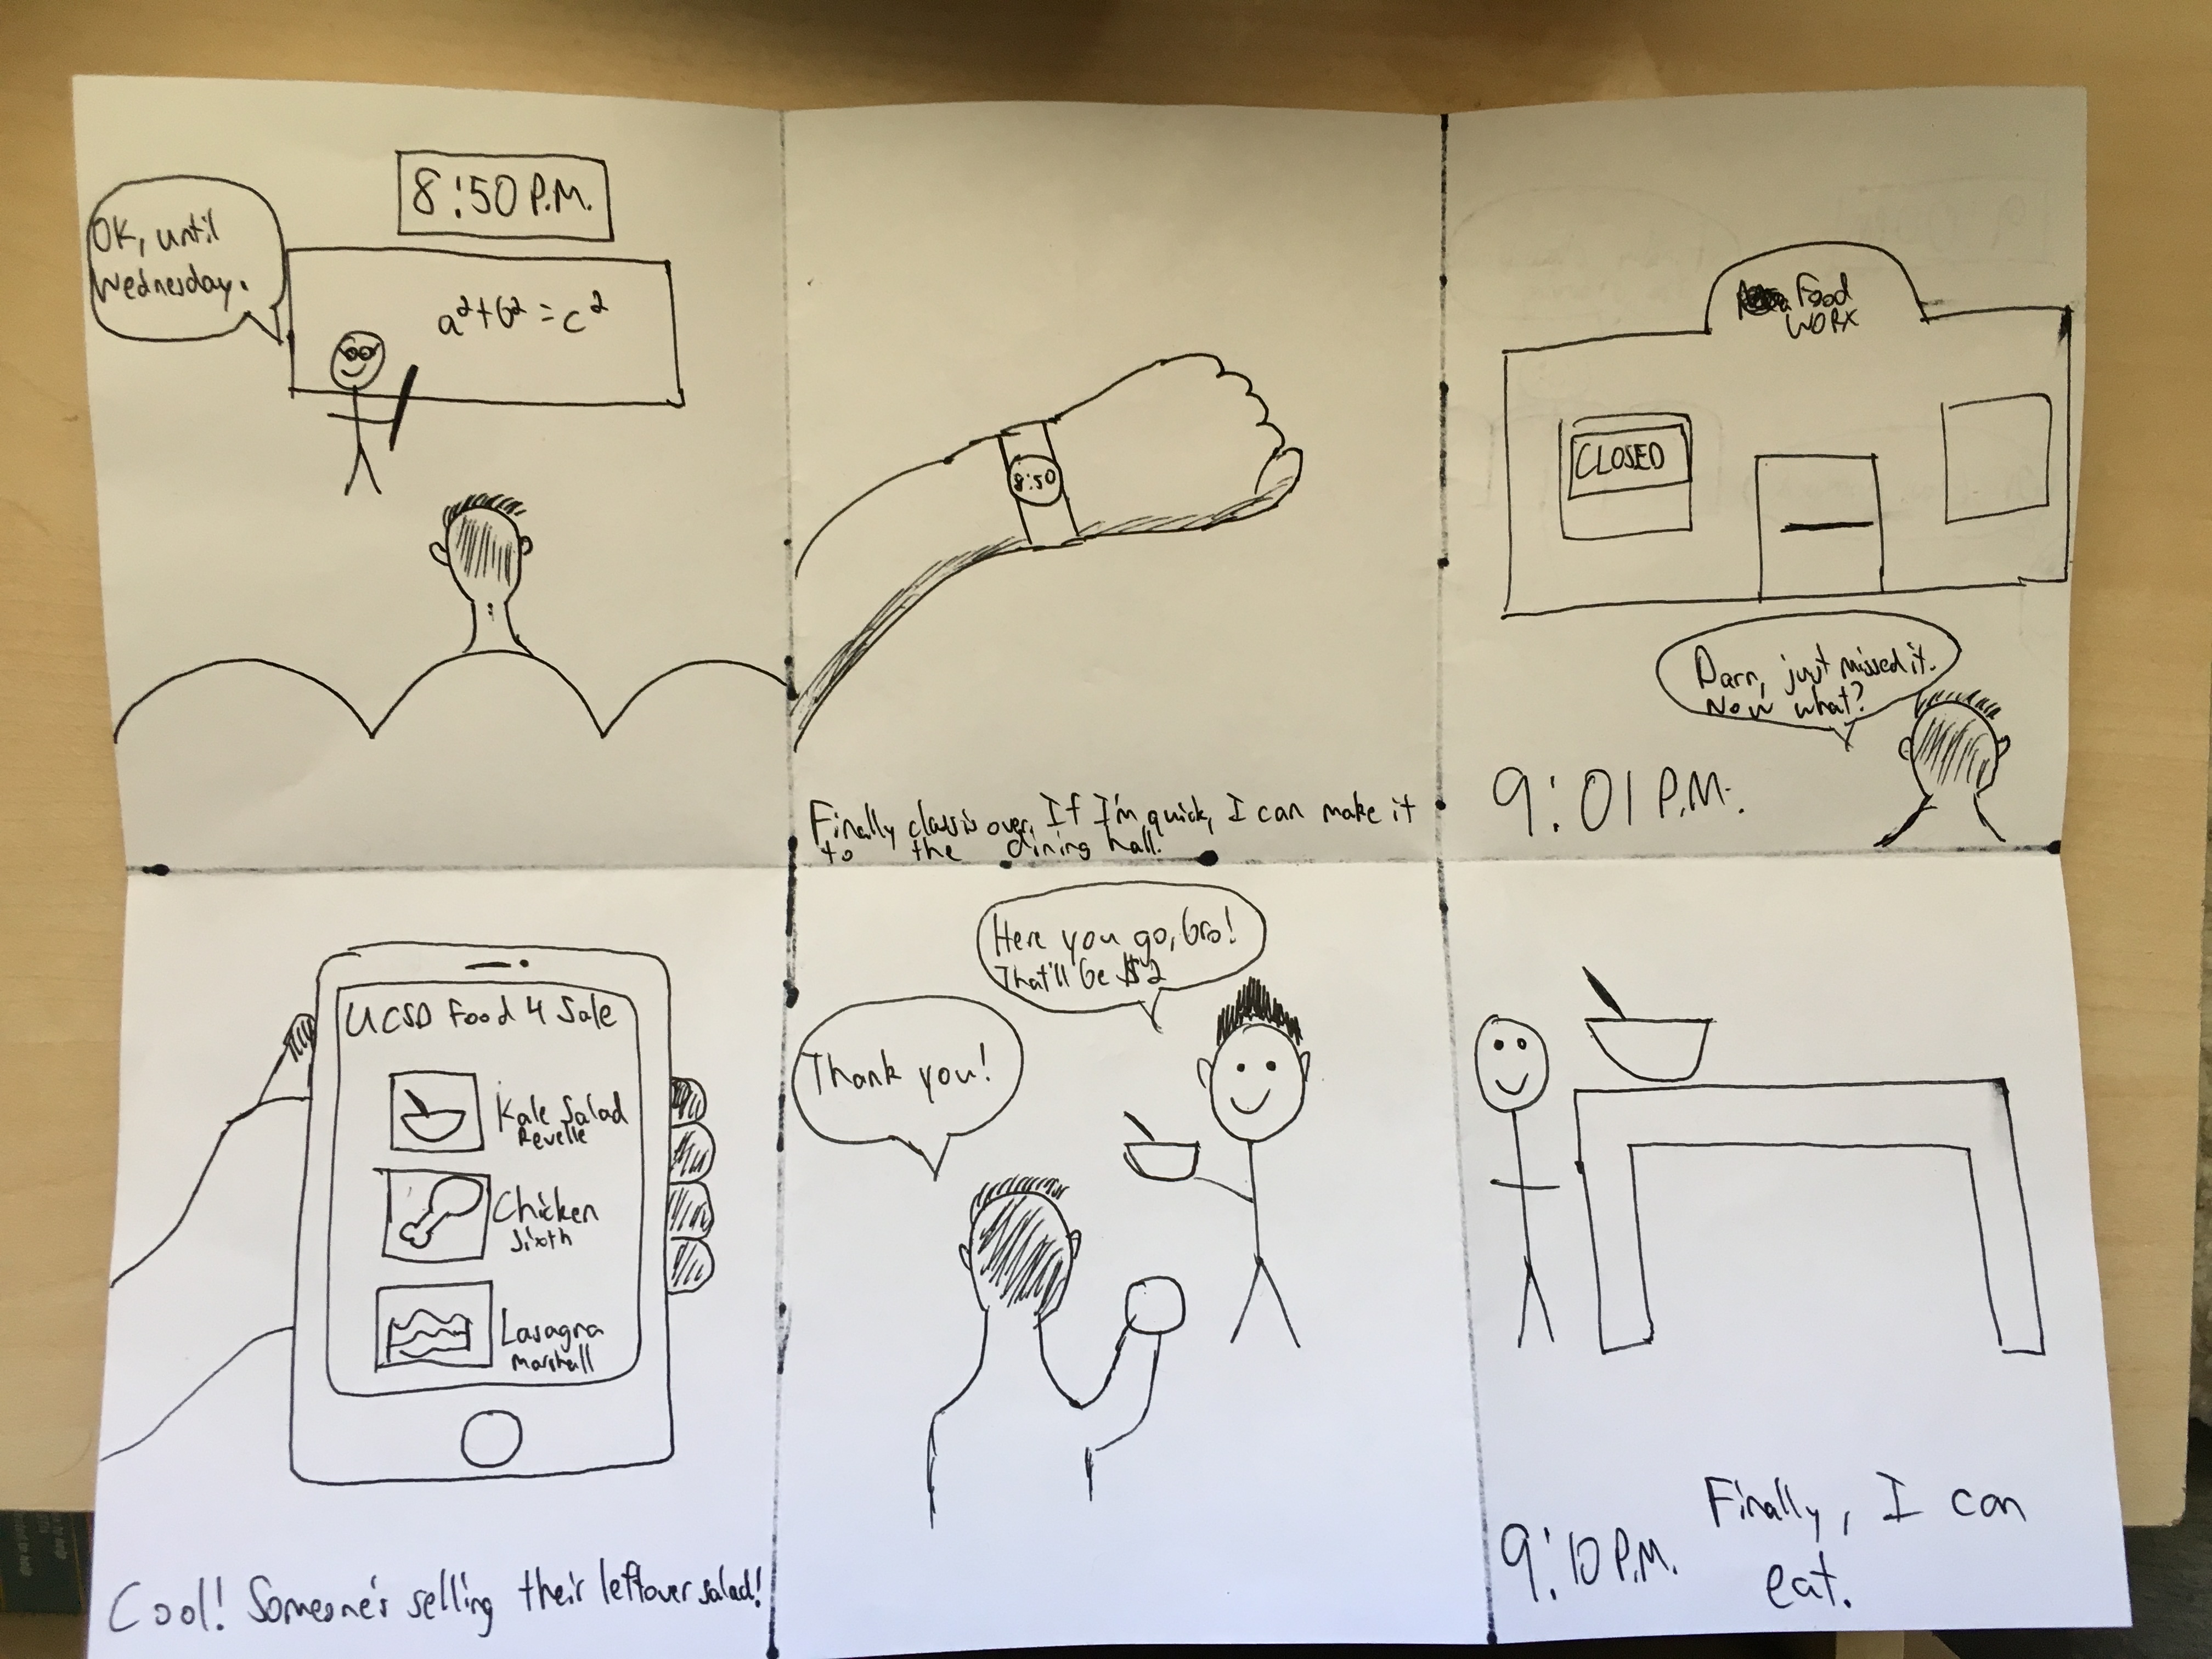 8:50 P.M.
OK, until
Wednesday.
a²+b²=c²
8:50
Finally class is over, If I'm quick, I can make it
to the dining hall.
Food
WORX
CLOSED
Darn, just missed it.
Now what?
9:01 P.M.
UCSD Food 4 Sale
Kale Salad
Revelle
Chicken
Sixth
Lasagna
Marshall
Cool! Someone's selling their leftover salad!
Here you go, bro!
That'll be $2
Thank you!
9:10 P.M. Finally, I can
eat.